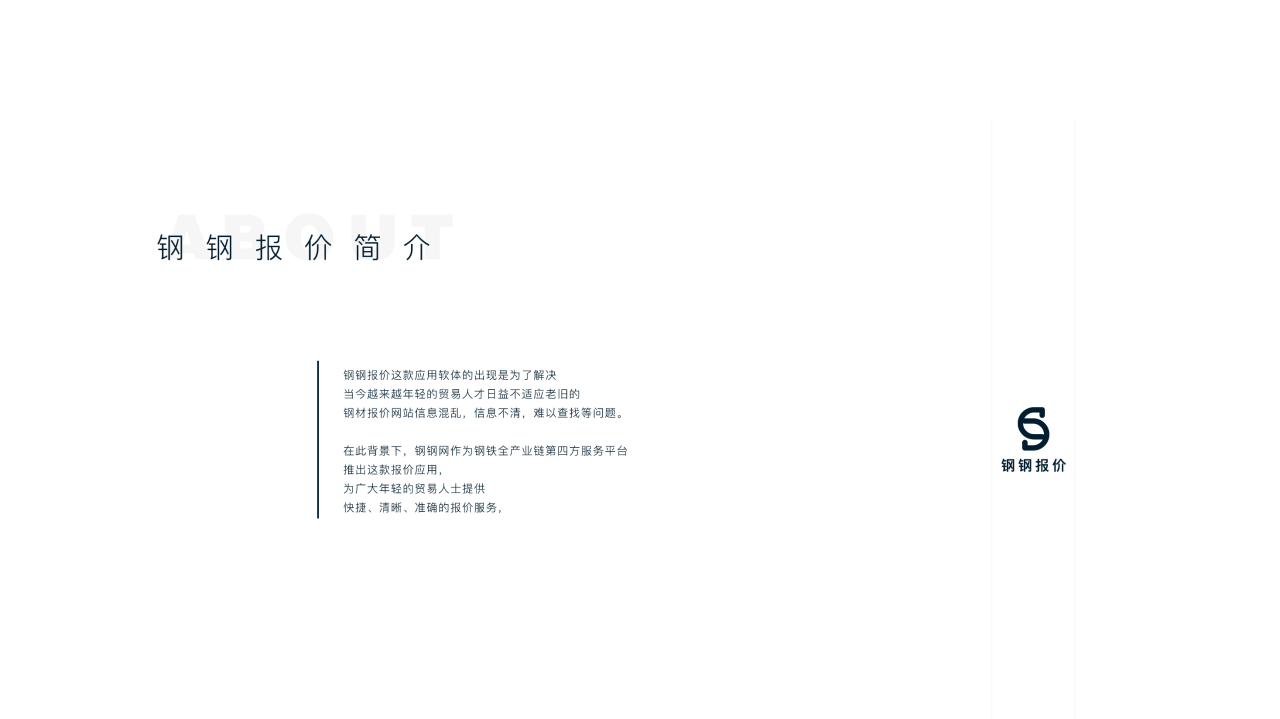 ABOUT
钢钢报价简介
钢钢报价这款应用软体的出现是为了解决
当今越来越年轻的贸易人才日益不适应老旧的
钢材报价网站信息混乱，信息不清，难以查找等问题。
在此背景下，钢钢网作为钢铁全产业链第四方服务平台
推出这款报价应用，
为广大年轻的贸易人士提供
快捷、清晰、准确的报价服务，
钢钢报价